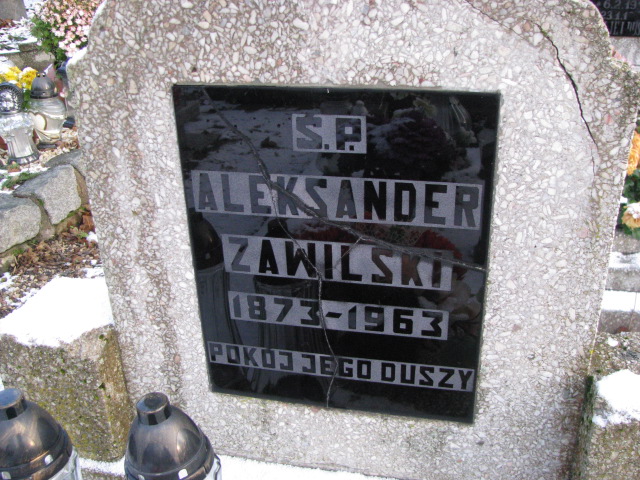 Ś.P.
ALEKSANDER
ZAWILSKI
1873-1963
POKÓJ JEGO DUSZY